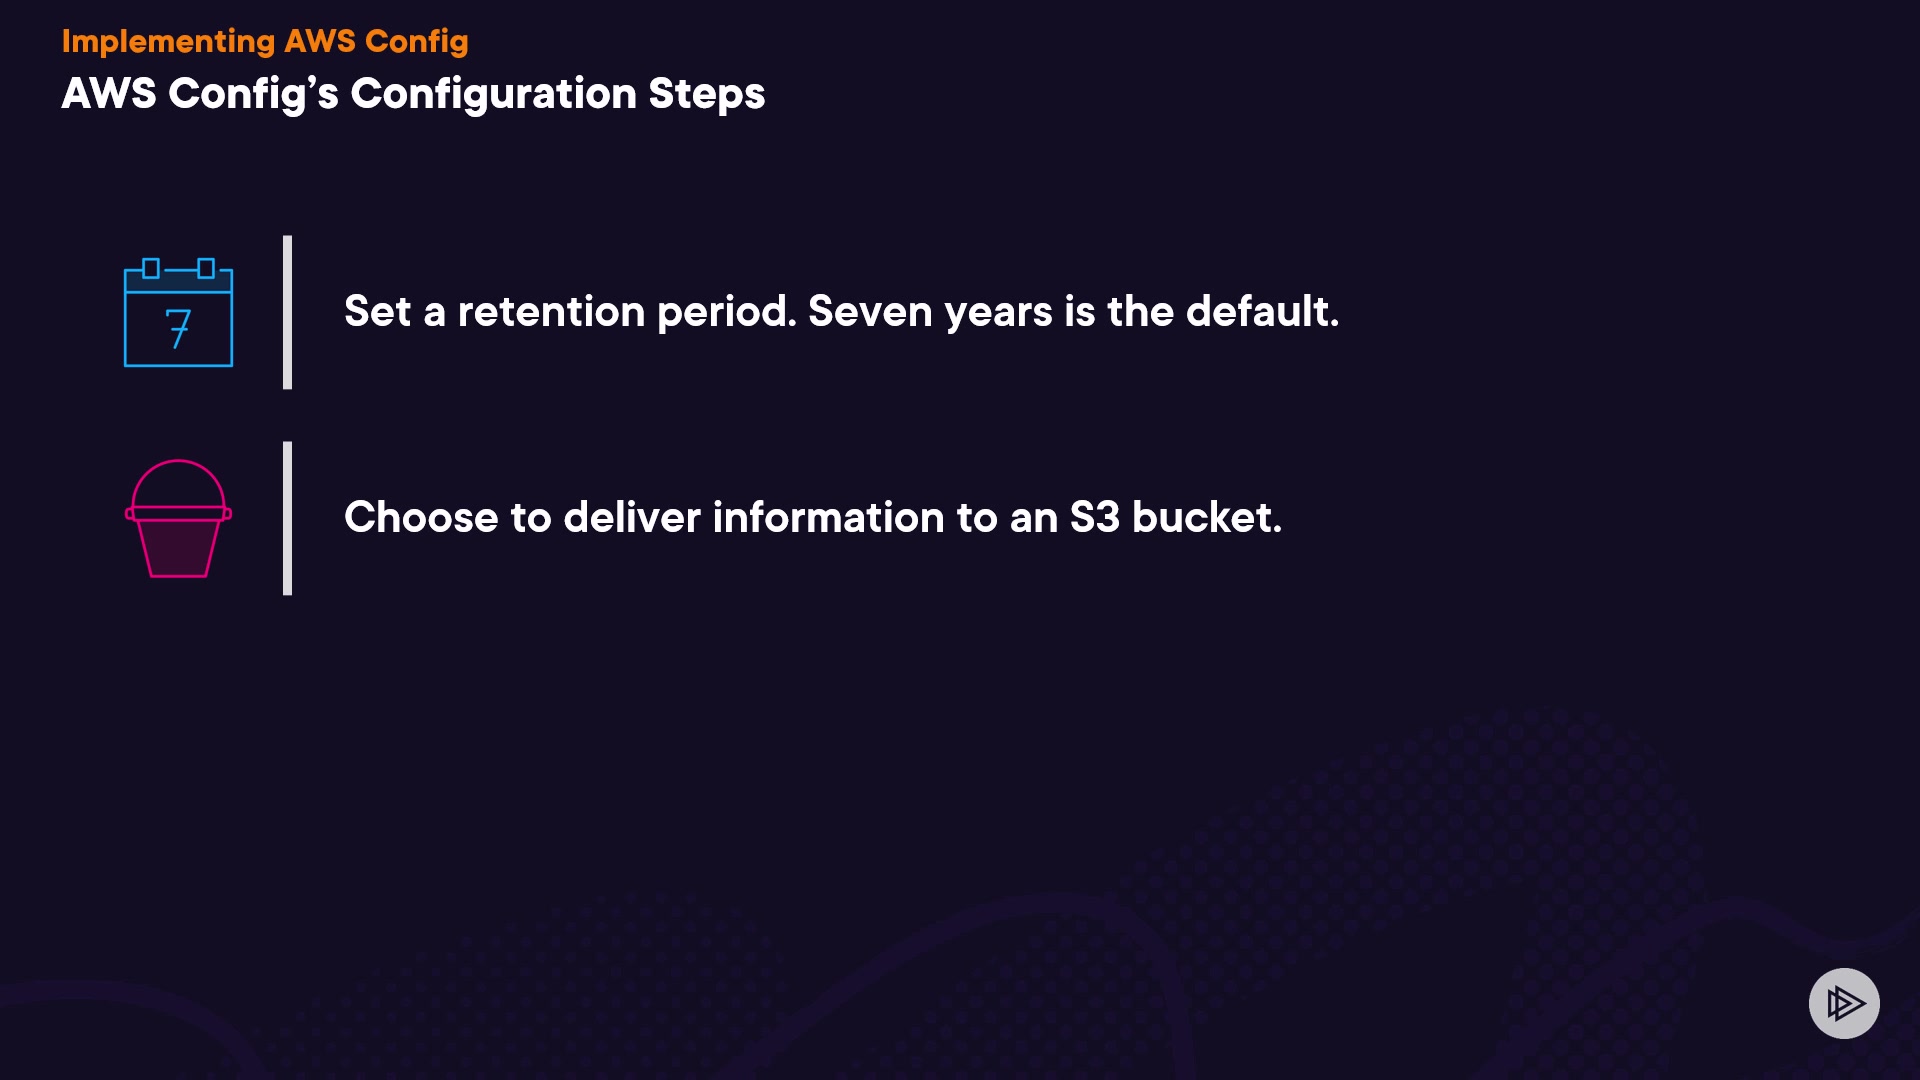 Implementing AWS Config
AWS Config’s Configuration Steps
7
Set a retention period. Seven years is the default.
Choose to deliver information to an S3 bucket.